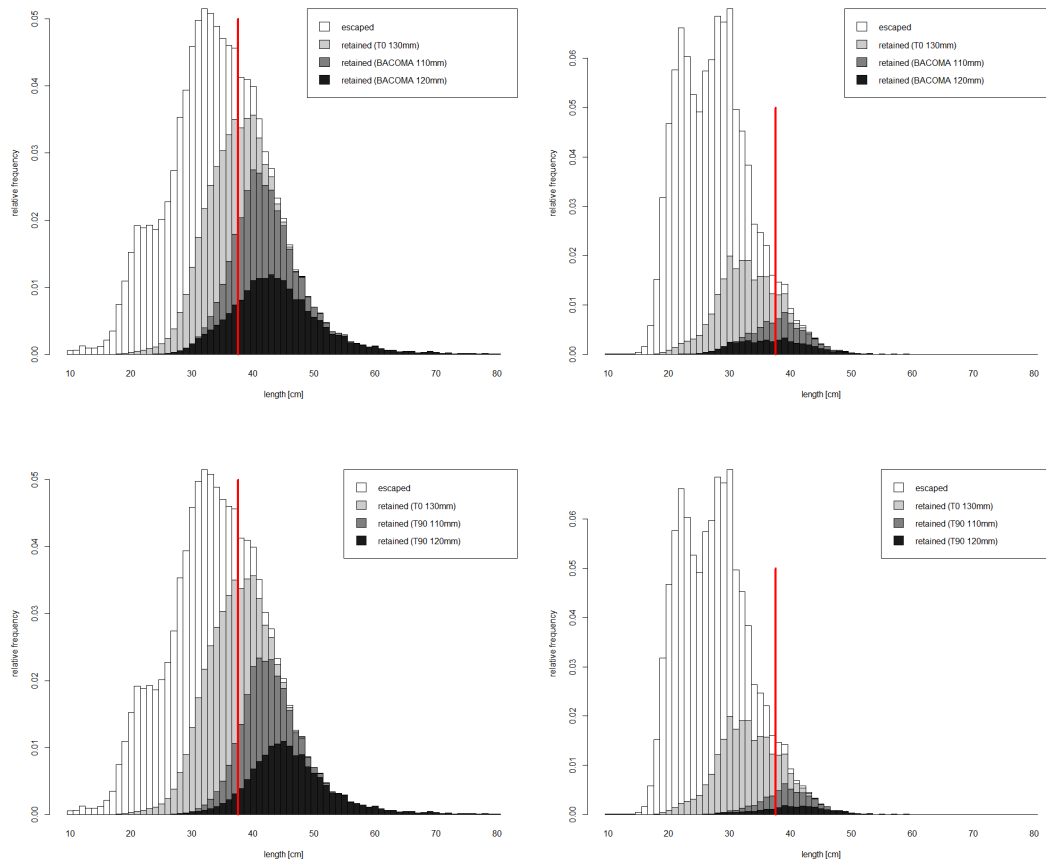 0.05
0.04
0.03
0.02
0.01
0.00
relative frequency
escaped
retained (T0 130mm)
retained (BACOMA 110mm)
retained (BACOMA 120mm)
10 20 30 40 50 60 70 80
length [cm]
0.06
0.05
0.04
0.03
0.02
0.01
0.00
relative frequency
escaped
retained (T0 130mm)
retained (BACOMA 110mm)
retained (BACOMA 120mm)
10 20 30 40 50 60 70 80
length [cm]
0.05
0.04
0.03
0.02
0.01
0.00
relative frequency
escaped
retained (T0 130mm)
retained (T90 110mm)
retained (T90 120mm)
10 20 30 40 50 60 70 80
length [cm]
0.06
0.05
0.04
0.03
0.02
0.01
0.00
relative frequency
escaped
retained (T0 130mm)
retained (T90 110mm)
retained (T90 120mm)
10 20 30 40 50 60 70 80
length [cm]